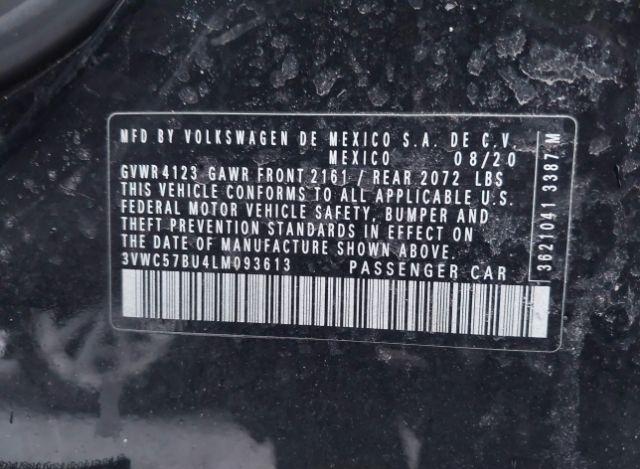 MFD BY VOLKSWAGEN DE MEXICO S.A. DE C.V.
MEXICO 08/20
GVWR 4123 GAWR FRONT 2161 / REAR 2072 LBS
THIS VEHICLE CONFORMS TO ALL APPLICABLE U.S.
FEDERAL MOTOR VEHICLE SAFETY, BUMPER AND
THEFT PREVENTION STANDARDS IN EFFECT ON
THE DATE OF MANUFACTURE SHOWN ABOVE.
3VWC57BU4LM093613 PASSENGER CAR
3621041 3387 M